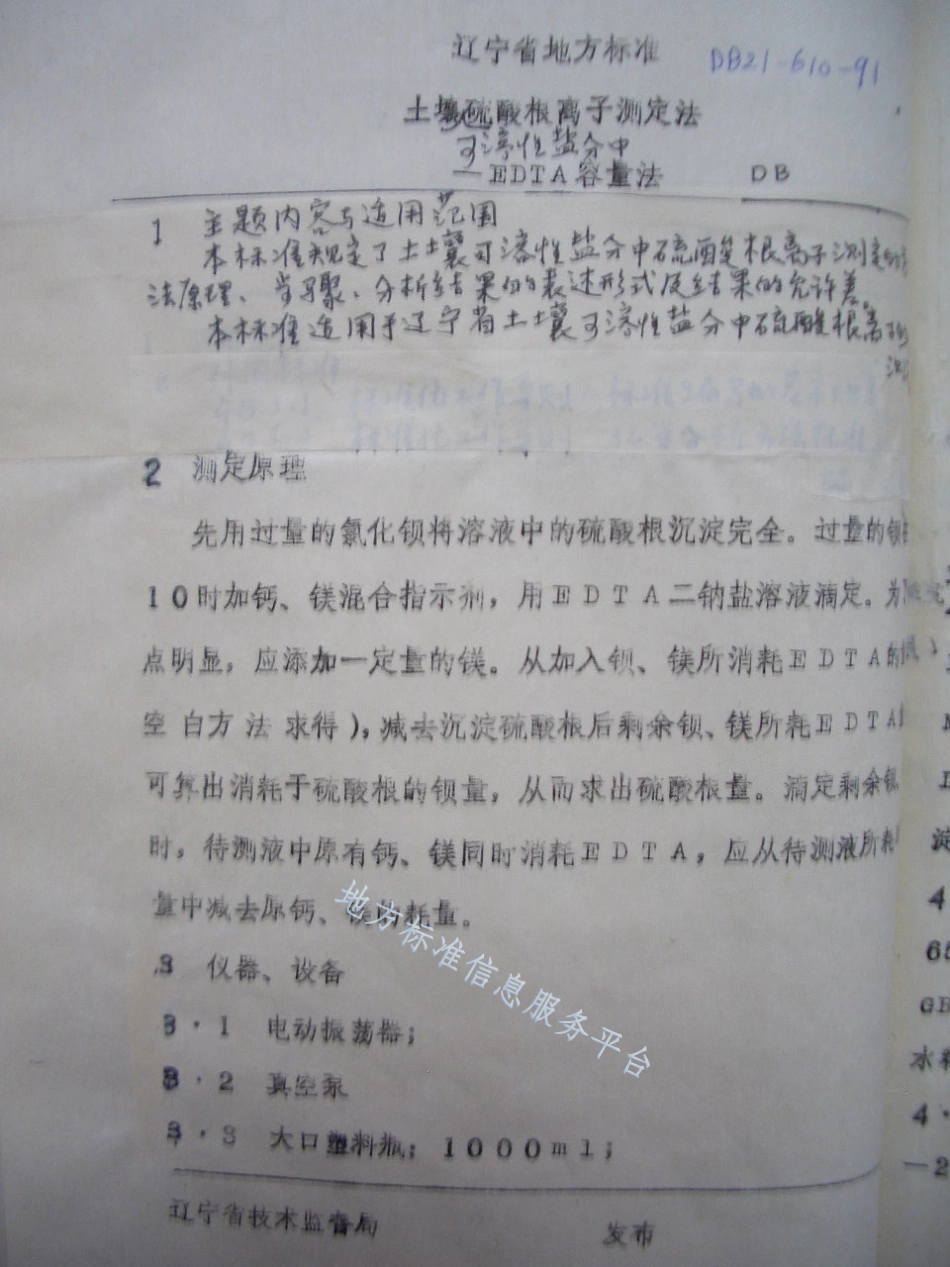 辽宁省地方标准 DB21-610-91
土壤硫酸根离子测定法
可溶性盐分中
—EDTA容量法 DB
1 主题内容与适用范围
本标准规定了土壤可溶性盐分中硫酸根离子测定的方
法原理、步骤、分析结果的表述形式及结果的允许差。
本标准适用于辽宁省土壤可溶性盐分中硫酸根离子的
测
2 测定原理
先用过量的氯化钡将溶液中的硫酸根沉淀完全。过量的钡
10时加钙、镁混合指示剂，用EDTA二钠盐溶液滴定。为
点明显，应添加一定量的镁。从加入钡、镁所消耗EDTA的
空白方法求得），减去沉淀硫酸根后剩余钡、镁所耗EDTA
可算出消耗于硫酸根的钡量，从而求出硫酸根量。滴定剩余钡
时，待测液中原有钙、镁同时消耗EDTA，应从待测液所耗
量中减去原钙、镁所耗量。
3 仪器、设备
3·1 电动振荡器；
3·2 真空泵
3·3 大口塑料瓶；1000ml；
辽宁省技术监督局 发布
地方标准信息服务平台
淀
4
GB
4·
—2